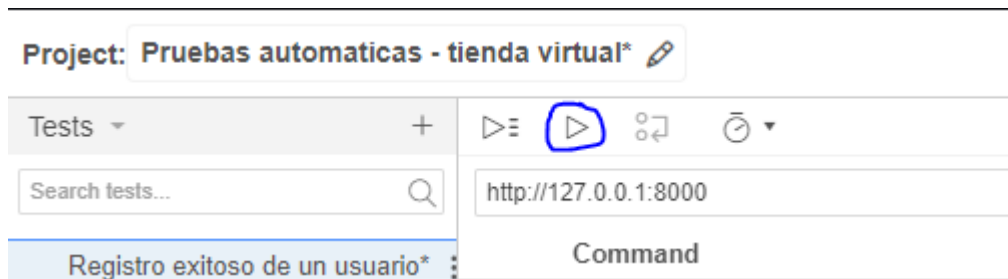 Project: Pruebas automaticas - tienda virtual*
Tests
Search tests...
http://127.0.0.1:8000
Registro exitoso de un usuario*
Command